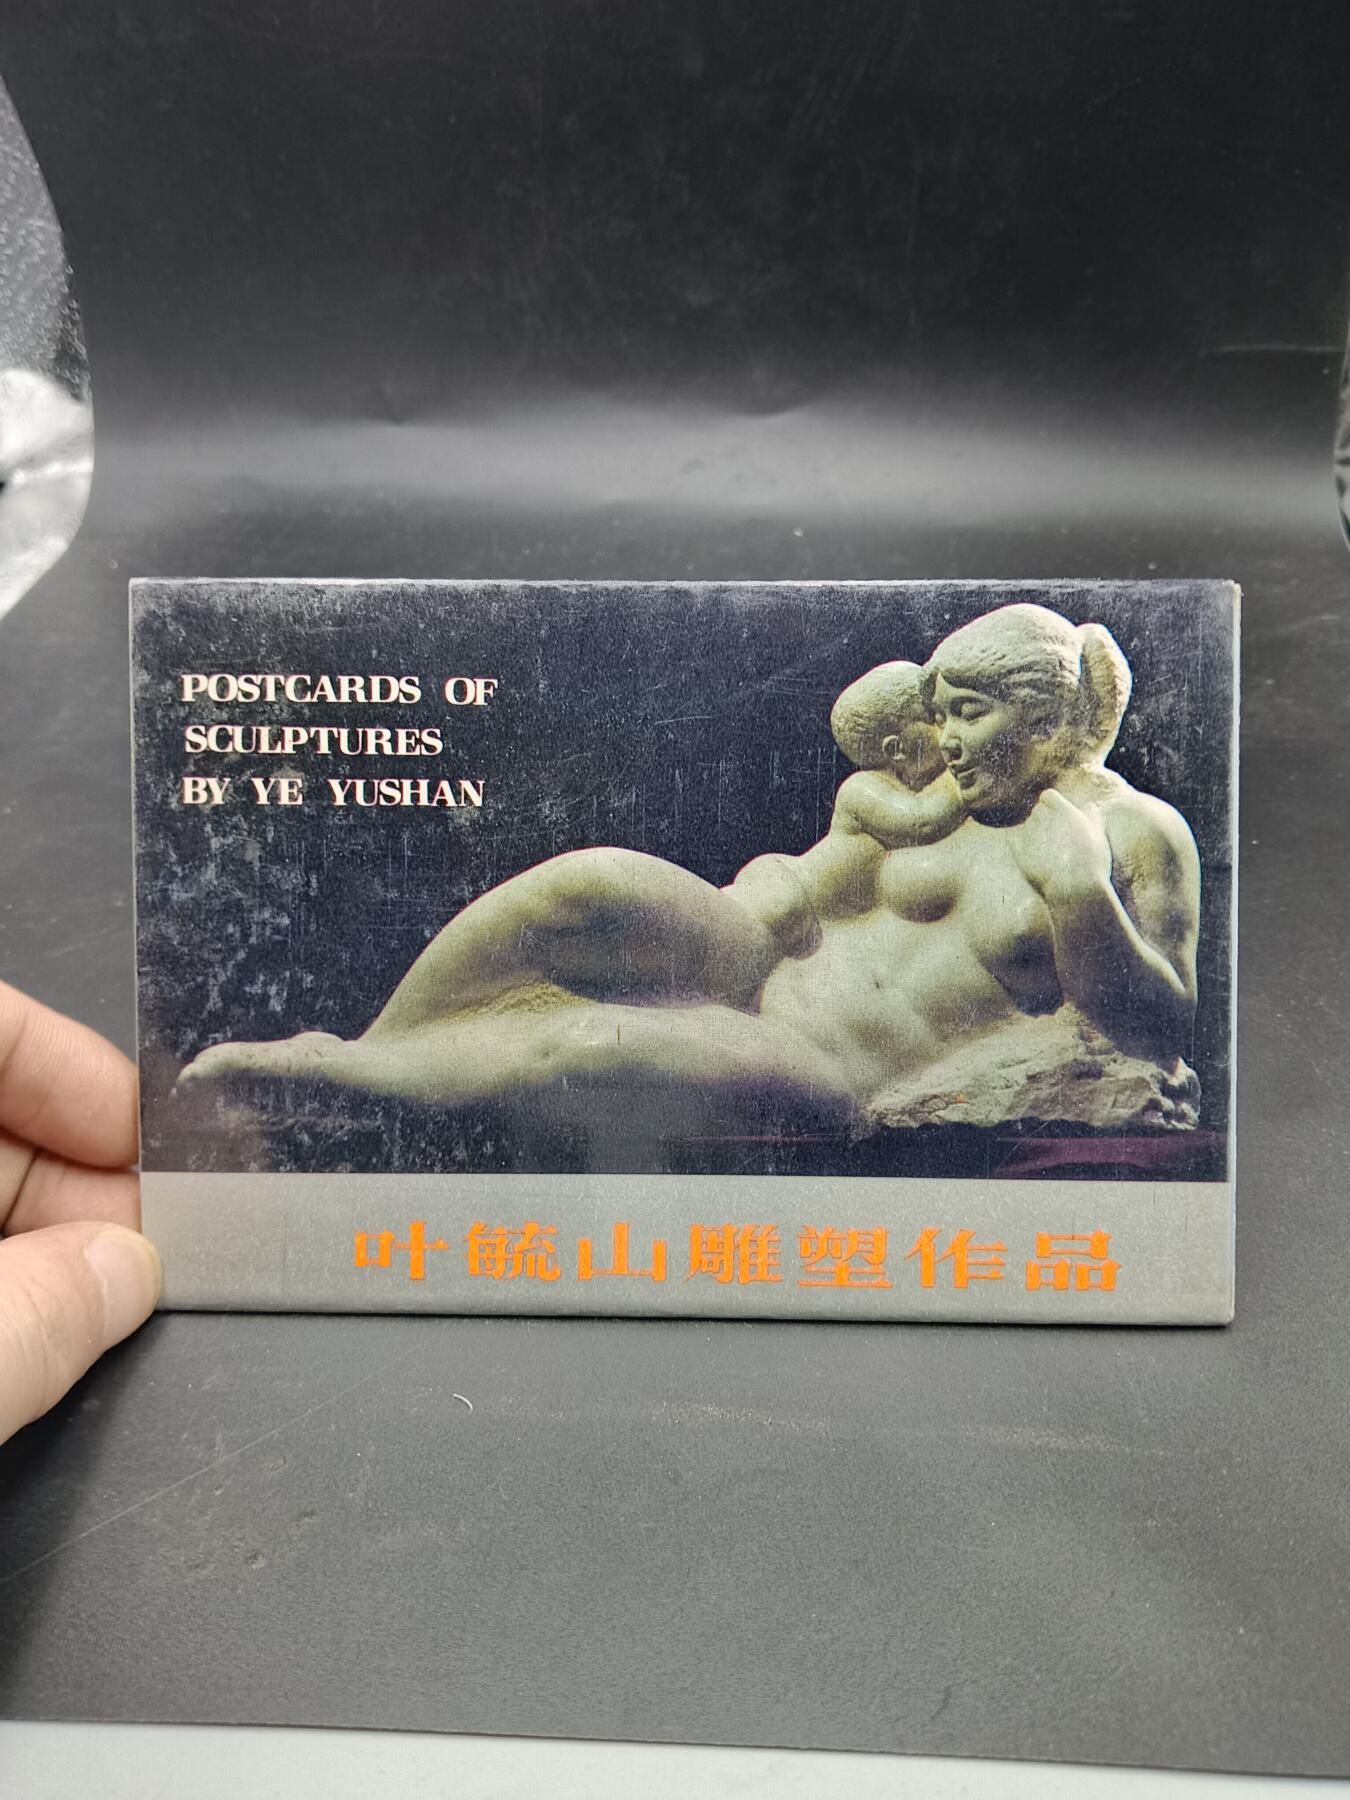 POSTCARDS OF
SCULPTURES
BY YE YUSHAN
叶毓山雕塑作品